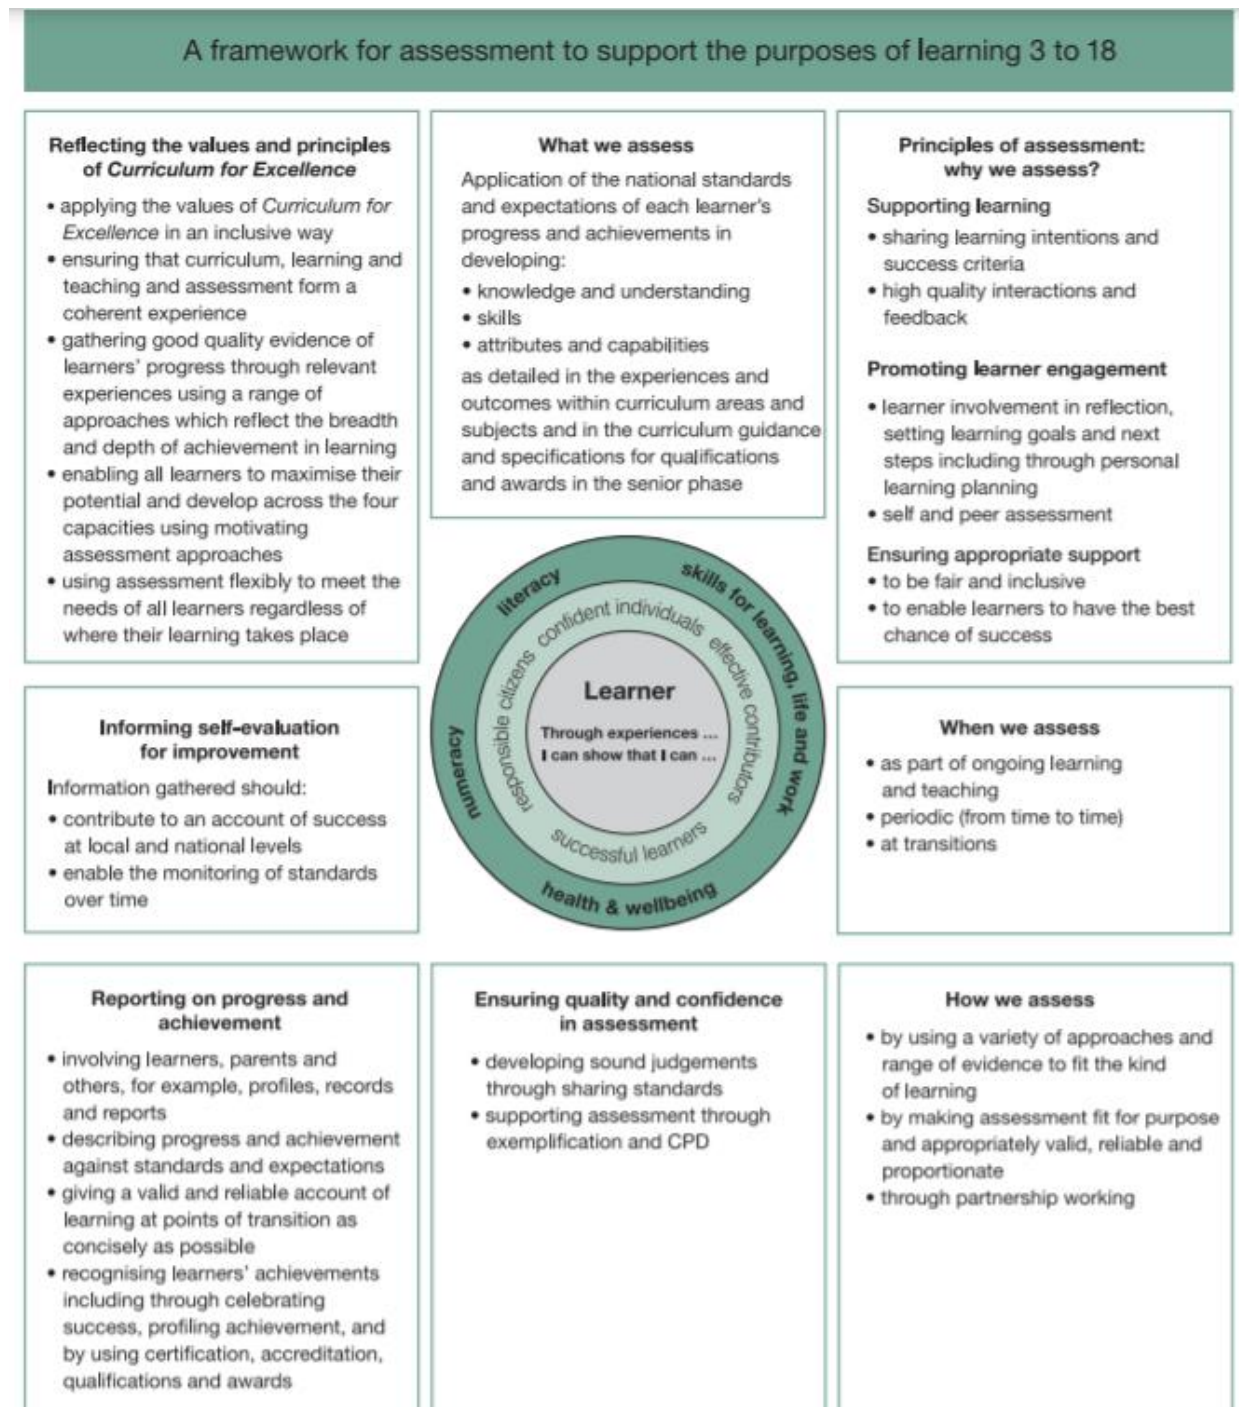 A framework for assessment to support the purposes of learning 3 to 18
Reflecting the values and principles
of Curriculum for Excellence
• applying the values of Curriculum for
Excellence in an inclusive way
• ensuring that curriculum, learning and
teaching and assessment form a
coherent experience
• gathering good quality evidence of
learners' progress through relevant
experiences using a range of
approaches which reflect the breadth
and depth of achievement in learning
• enabling all learners to maximise their
potential and develop across the four
capacities using motivating
assessment approaches
• using assessment flexibly to meet the
needs of all learners regardless of
where their learning takes place
What we assess
Application of the national standards
and expectations of each learner's
progress and achievements in
developing:
• knowledge and understanding
• skills
• attributes and capabilities
as detailed in the experiences and
outcomes within curriculum areas and
subjects and in the curriculum guidance
and specifications for qualifications
and awards in the senior phase
Principles of assessment:
why we assess?
Supporting learning
• sharing learning intentions and
success criteria
• high quality interactions and
feedback
Promoting learner engagement
• learner involvement in reflection,
setting learning goals and next
steps including through personal
learning planning
• self and peer assessment
Ensuring appropriate support
• to be fair and inclusive
• to enable learners to have the best
chance of success
Informing self-evaluation
for improvement
Information gathered should:
• contribute to an account of success
at local and national levels
• enable the monitoring of standards
over time
literacy
skills for learning, life and work
numeracy
health & wellbeing
confident individuals
effective contributors
responsible citizens
successful learners
Learner
Through experiences ...
I can show that I can ...
When we assess
• as part of ongoing learning
and teaching
• periodic (from time to time)
• at transitions
Reporting on progress and
achievement
• involving learners, parents and
others, for example, profiles, records
and reports
• describing progress and achievement
against standards and expectations
• giving a valid and reliable account of
learning at points of transition as
concisely as possible
• recognising learners' achievements
including through celebrating
success, profiling achievement, and
by using certification, accreditation,
qualifications and awards
Ensuring quality and confidence
in assessment
• developing sound judgements
through sharing standards
• supporting assessment through
exemplification and CPD
How we assess
• by using a variety of approaches and
range of evidence to fit the kind
of learning
• by making assessment fit for purpose
and appropriately valid, reliable and
proportionate
• through partnership working